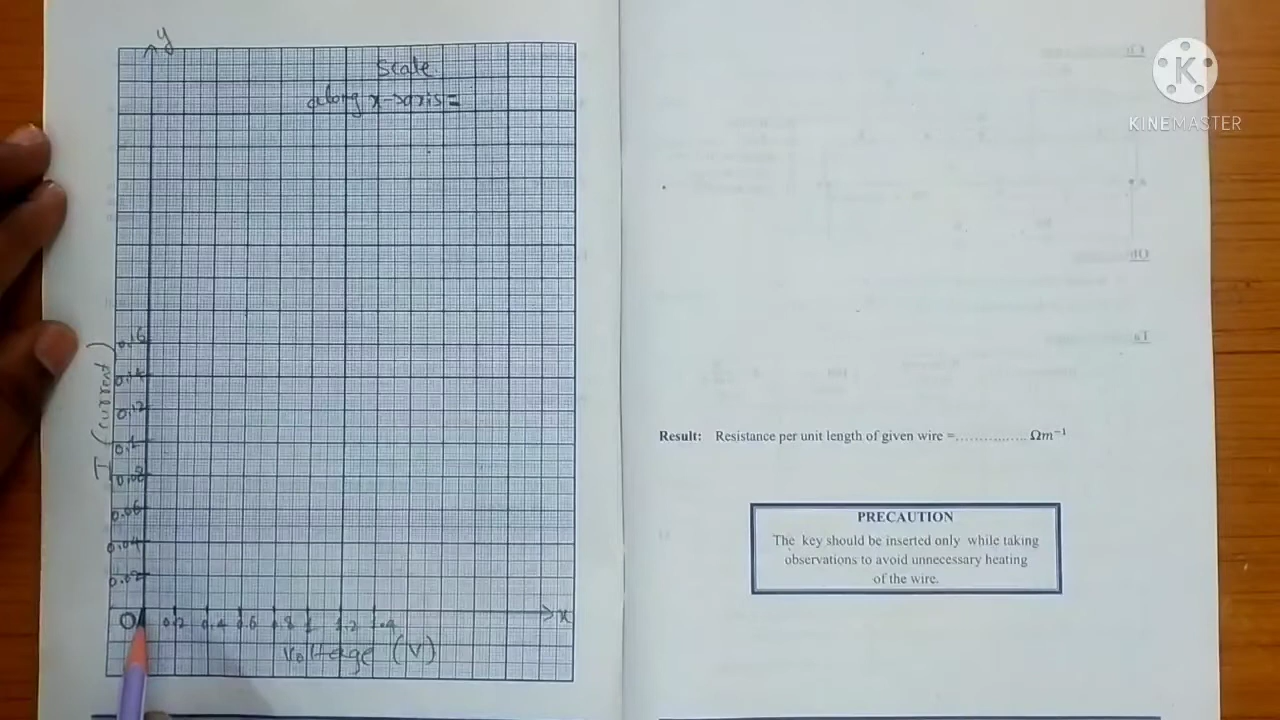 y
Scale
along x-axis =
I (current)
0.16
0.14
0.12
0.1
0.08
0.06
0.04
0.02
O
0.2 0.4 0.6 0.8 1 1.2 1.4
x
Voltage (V)
KINEMASTER
Result: Resistance per unit length of given wire =................ Ωm⁻¹
PRECAUTION
The key should be inserted only while taking
observations to avoid unnecessary heating
of the wire.